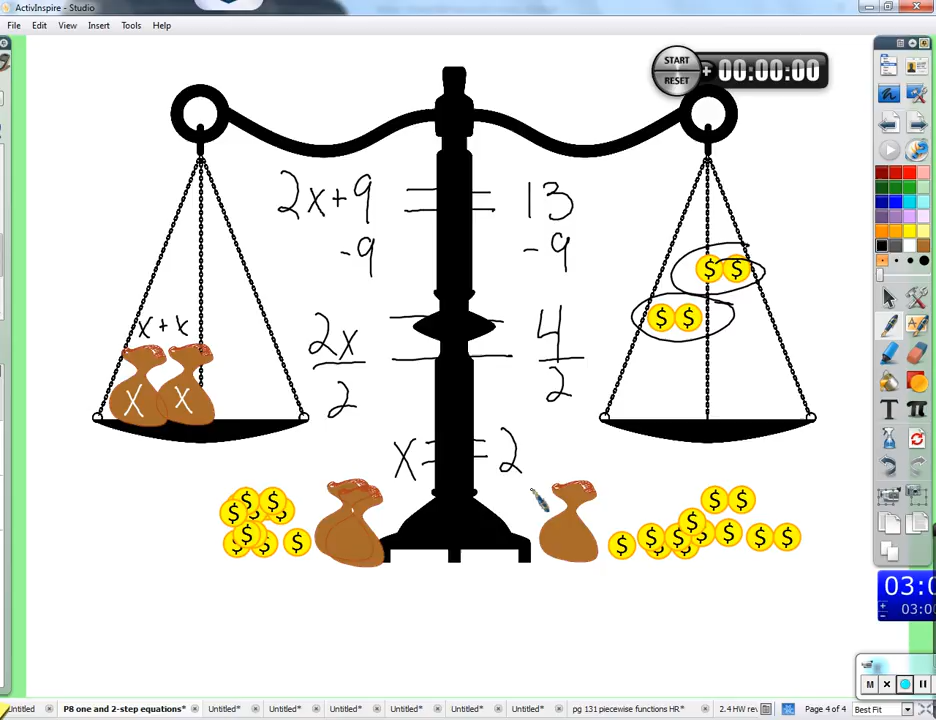 ActivInspire - Studio
File Edit View Insert Tools Help
START
RESET
00:00:00
2x+9 = 13
-9 -9
x + x
2x = 4
2 2
x = = 2
X X
$ $
$ $
$ $ $ $ $ $ $ $
$ $ $ $ $ $ $ $ $ $ $
T π
03:0
03:00
M
Untitled P8 one and 2-step equations* Untitled* Untitled* Untitled* Untitled* Untitled* Untitled* pg 131 piecewise functions HR* 2.4 HW rev Page 4 of 4 Best Fit